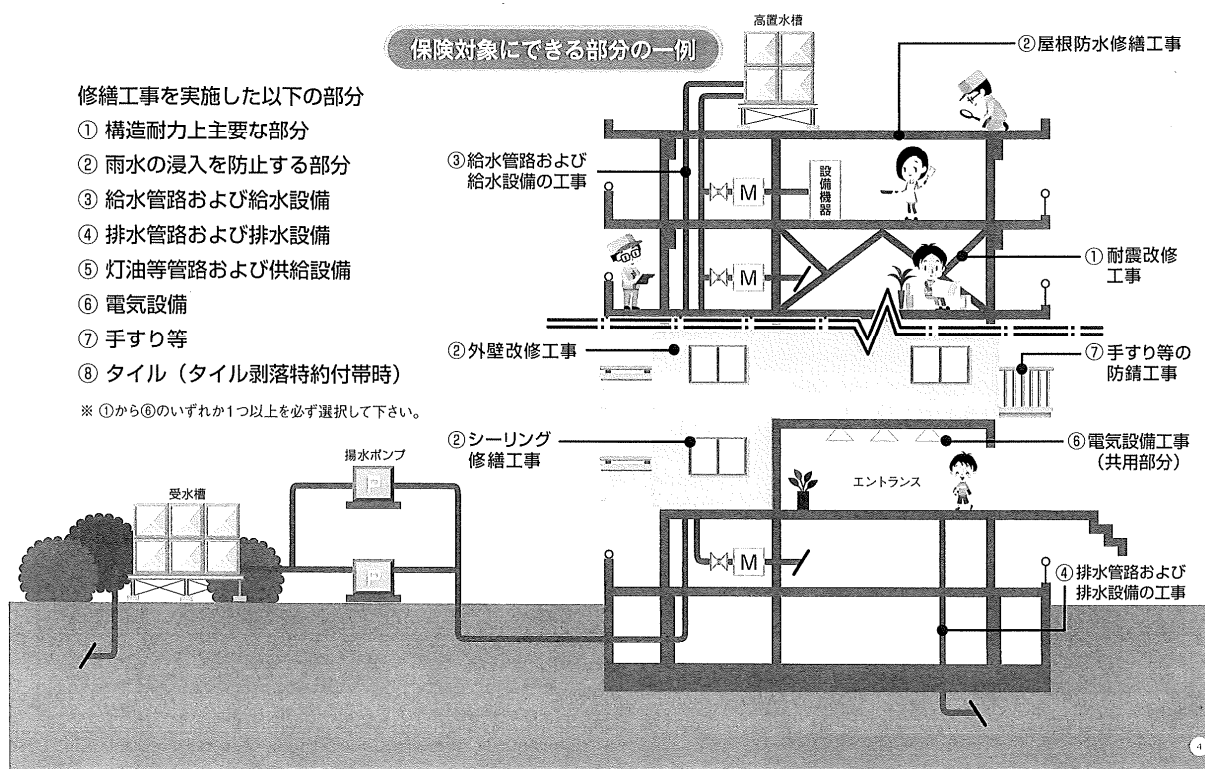 保険対象にできる部分の一例
修繕工事を実施した以下の部分
① 構造耐力上主要な部分
② 雨水の浸入を防止する部分
③ 給水管路および給水設備
④ 排水管路および排水設備
⑤ 灯油等管路および供給設備
⑥ 電気設備
⑦ 手すり等
⑧ タイル（タイル剥落特約付帯時）
※ ①から⑥のいずれか1つ以上を必ず選択して下さい。
高置水槽
②屋根防水修繕工事
③給水管路および
給水設備の工事
M
設備機器
①耐震改修
工事
M
②外壁改修工事
⑦手すり等の
防錆工事
②シーリング
修繕工事
⑥電気設備工事
（共用部分）
エントランス
揚水ポンプ
P
受水槽
P
M
④排水管路および
排水設備の工事
4